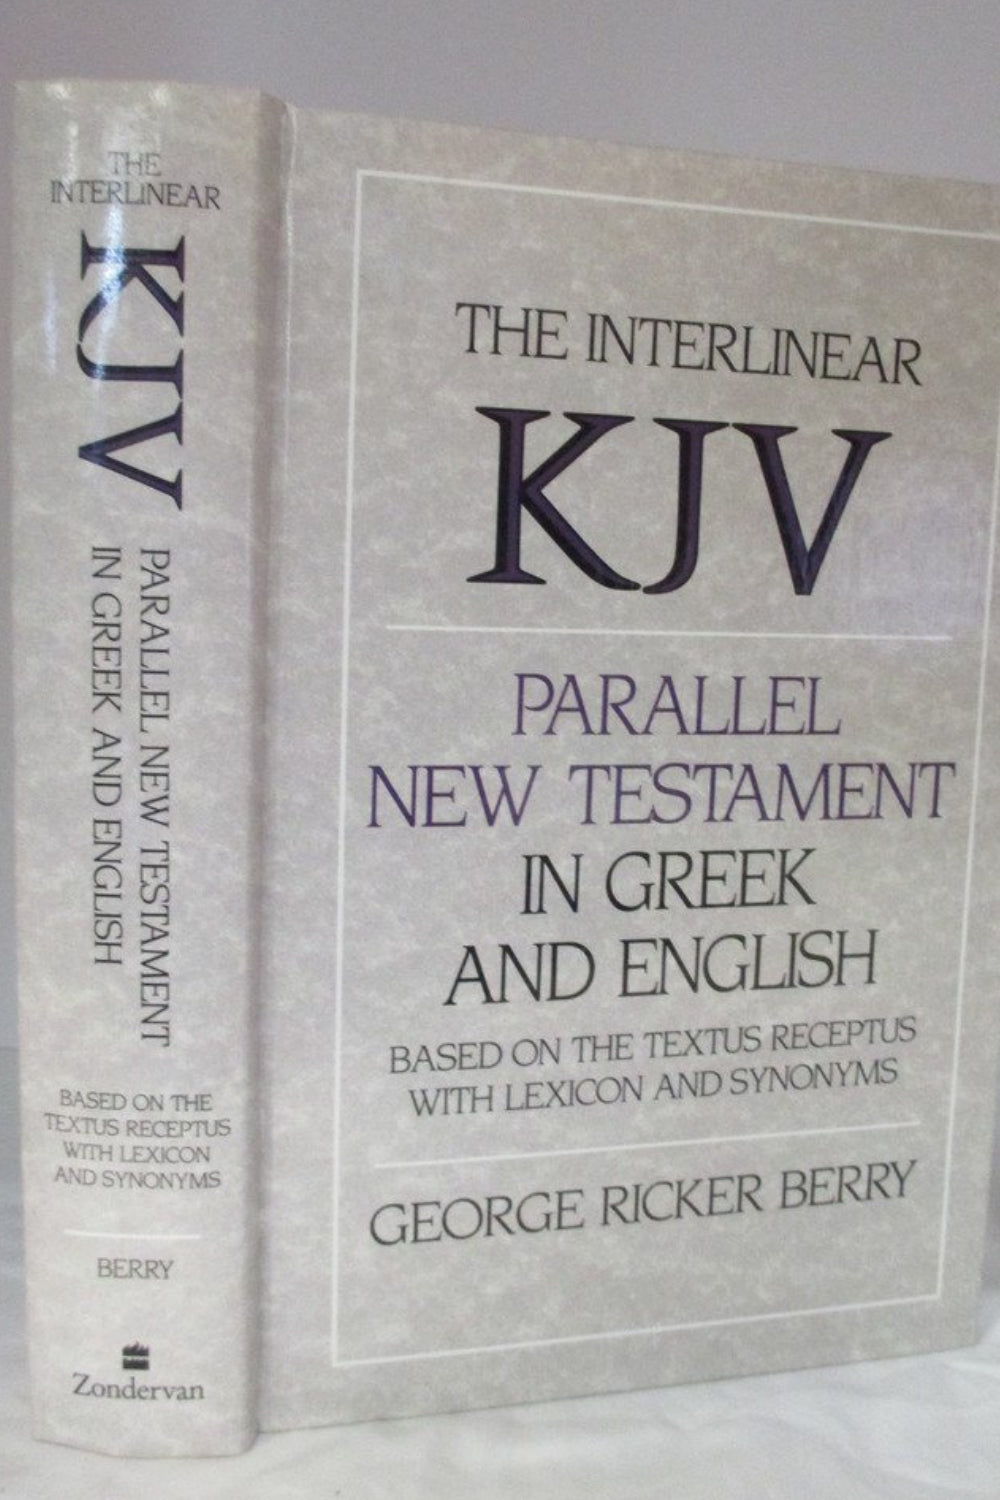 THE
INTERLINEAR
KJV
PARALLEL NEW TESTAMENT
IN GREEK AND ENGLISH
BASED ON THE
TEXTUS RECEPTUS
WITH LEXICON
AND SYNONYMS
BERRY
Zondervan
THE INTERLINEAR
KJV
PARALLEL
NEW TESTAMENT
IN GREEK
AND ENGLISH
BASED ON THE TEXTUS RECEPTUS
WITH LEXICON AND SYNONYMS
GEORGE RICKER BERRY